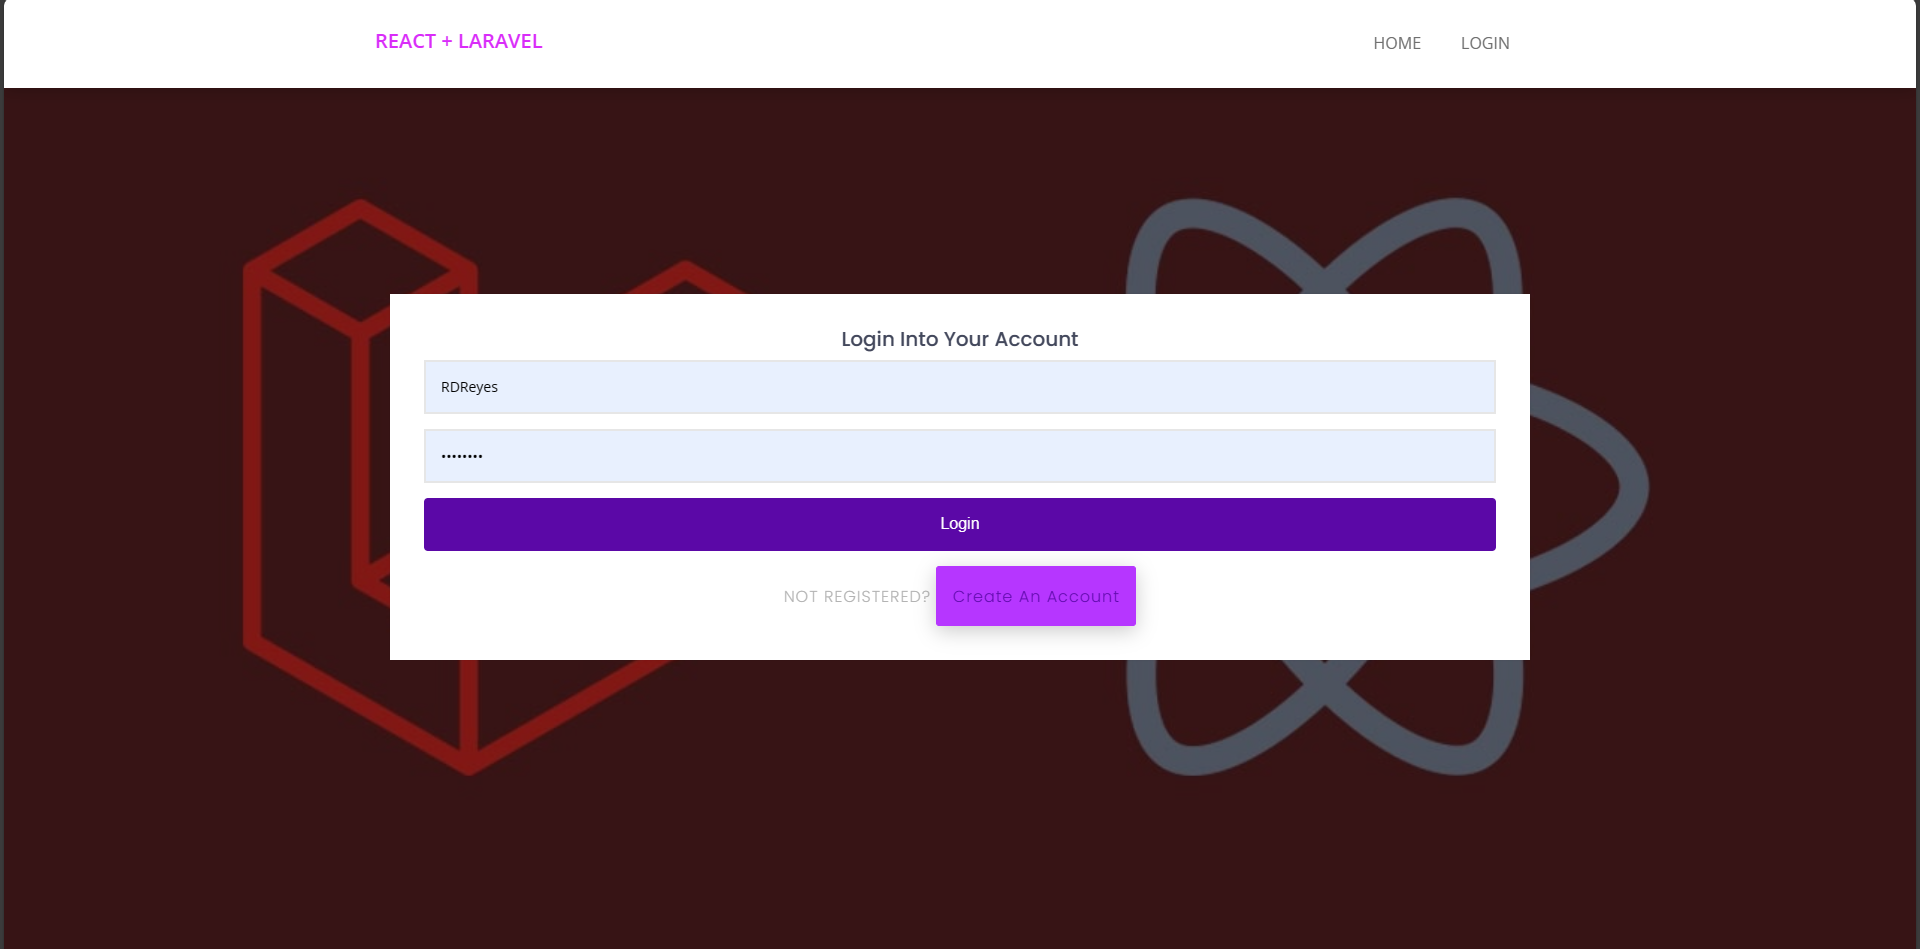 REACT + LARAVEL
HOME LOGIN
Login Into Your Account
RDReyes
••••••••
Login
NOT REGISTERED? Create An Account